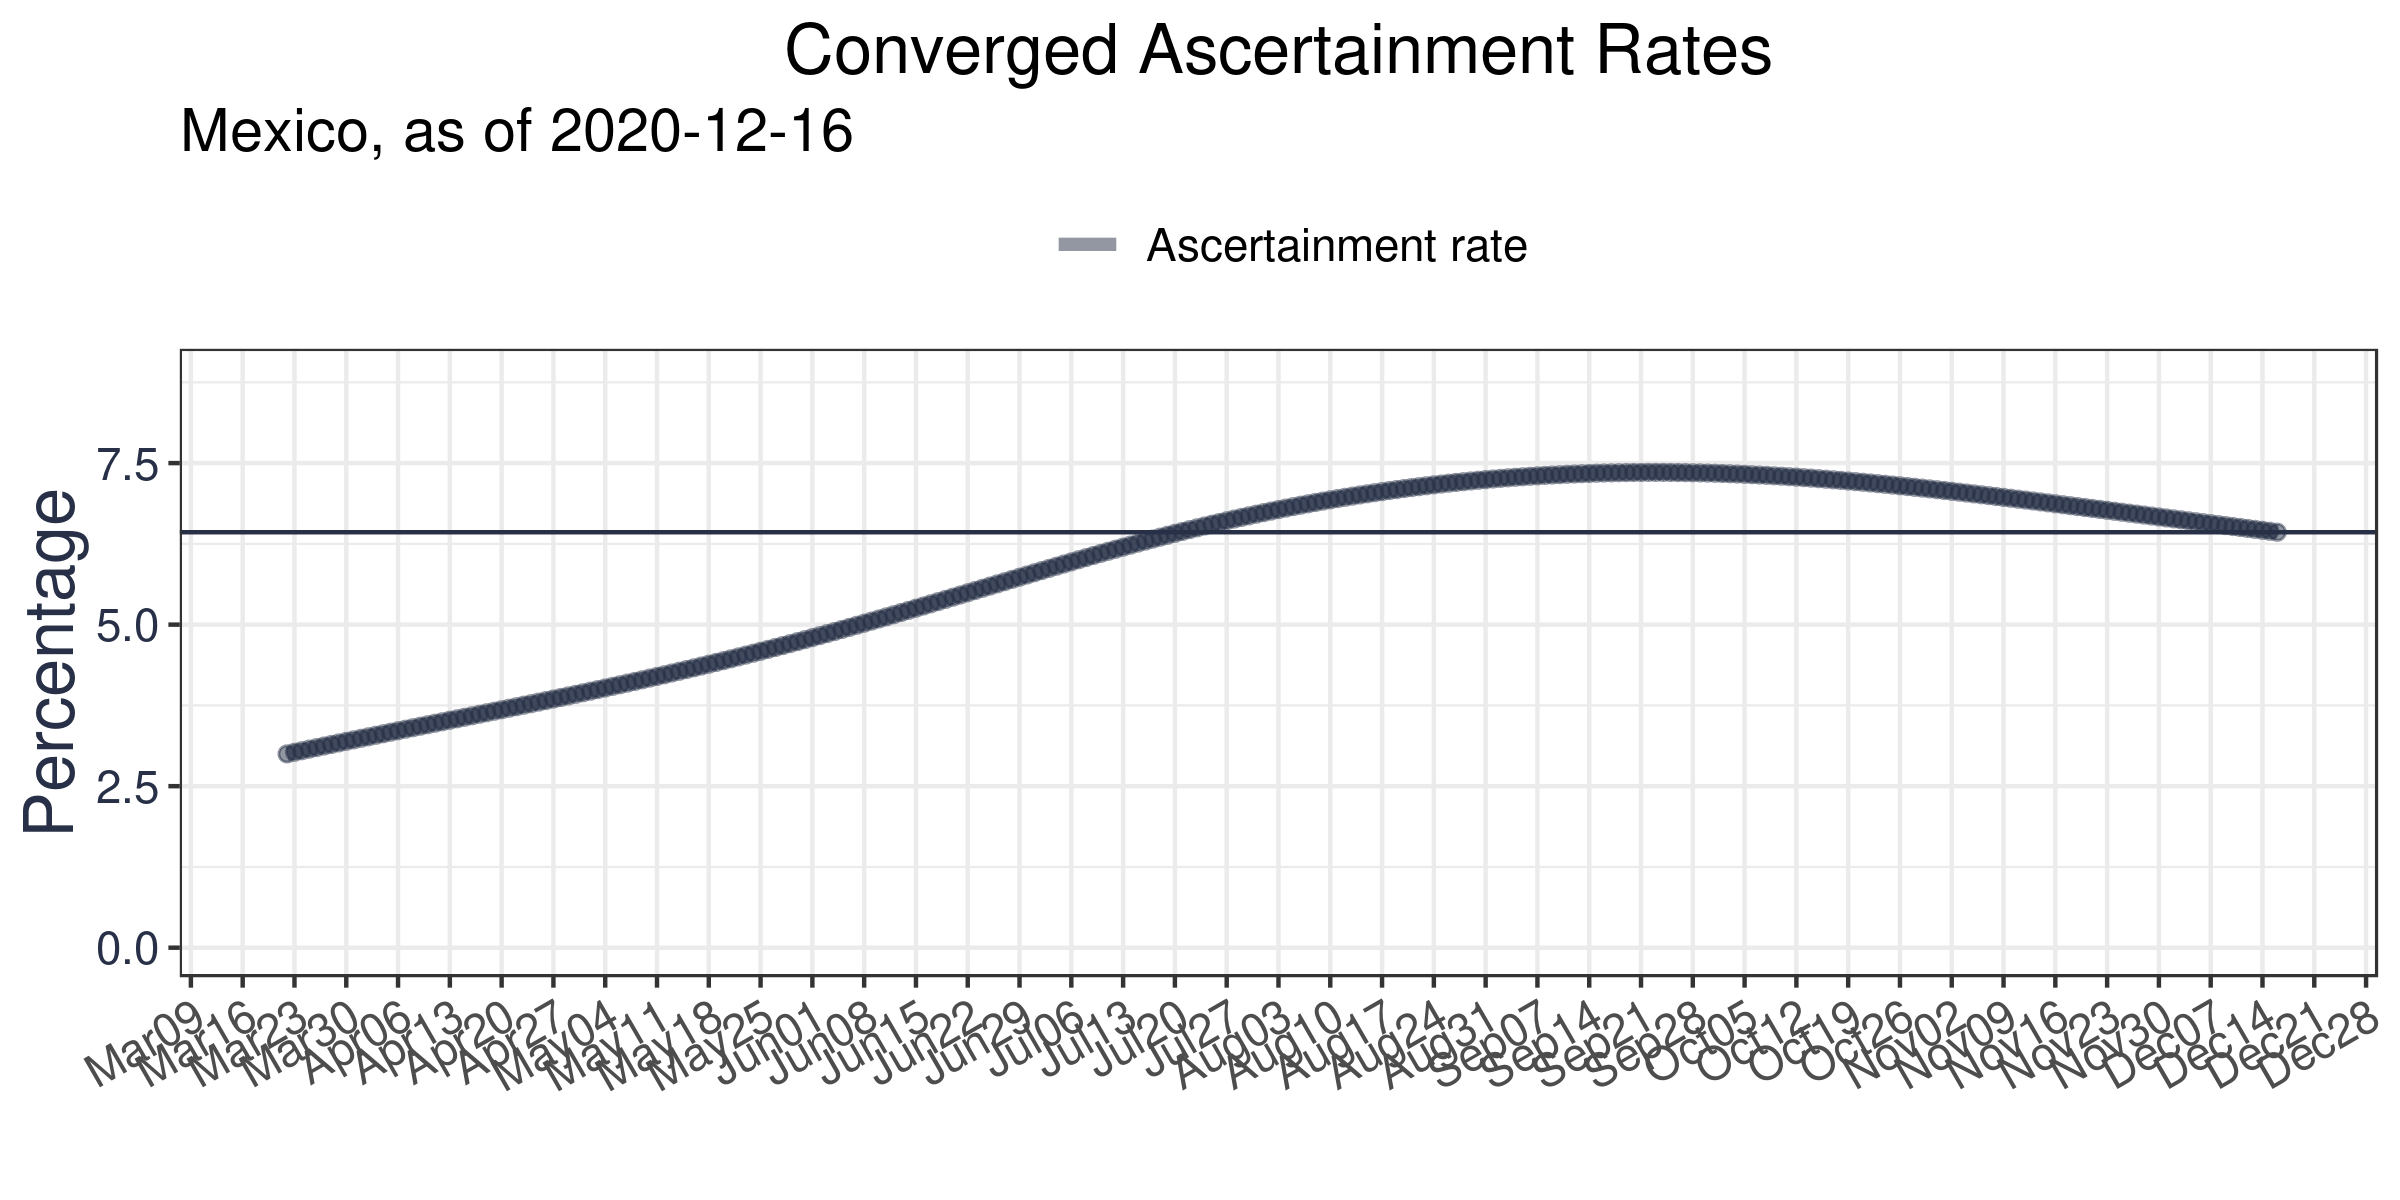 Converged Ascertainment Rates
Mexico, as of 2020-12-16
Ascertainment rate
Percentage
7.5
5.0
2.5
0.0
Mar09
Mar16
Mar23
Mar30
Apr06
Apr13
Apr20
Apr27
May04
May11
May18
May25
Jun01
Jun08
Jun15
Jun22
Jun29
Jul06
Jul13
Jul20
Jul27
Aug03
Aug10
Aug17
Aug24
Aug31
Sep07
Sep14
Sep21
Sep28
Oct05
Oct12
Oct19
Oct26
Nov02
Nov09
Nov16
Nov23
Nov30
Dec07
Dec14
Dec21
Dec28